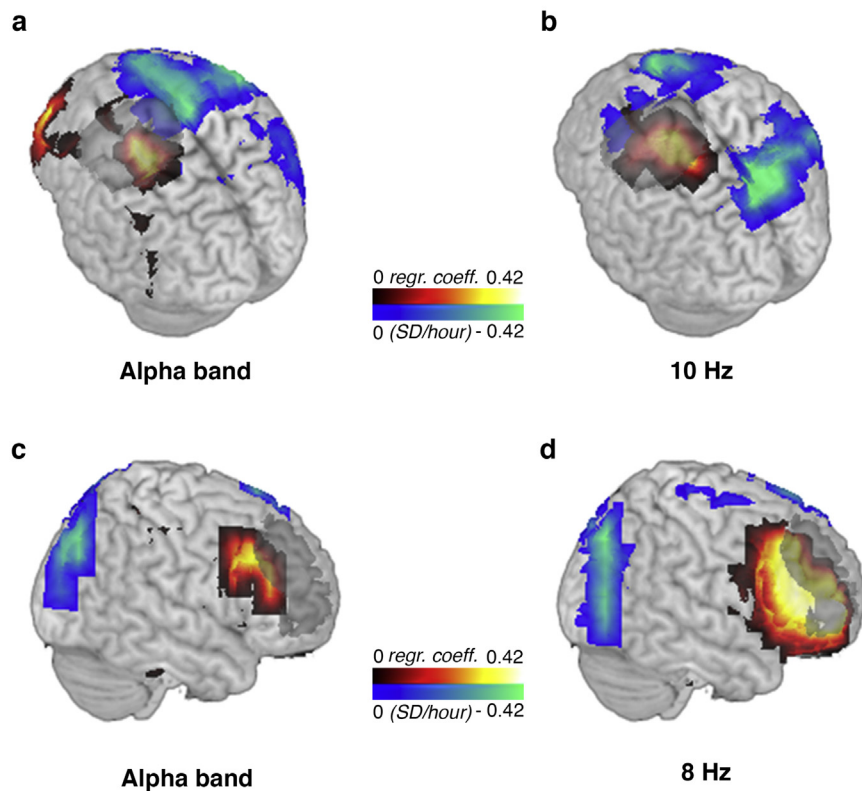 a
b
0 regr. coeff. 0.42
0 (SD/hour) - 0.42
Alpha band
10 Hz
c
d
0 regr. coeff. 0.42
0 (SD/hour) - 0.42
Alpha band
8 Hz